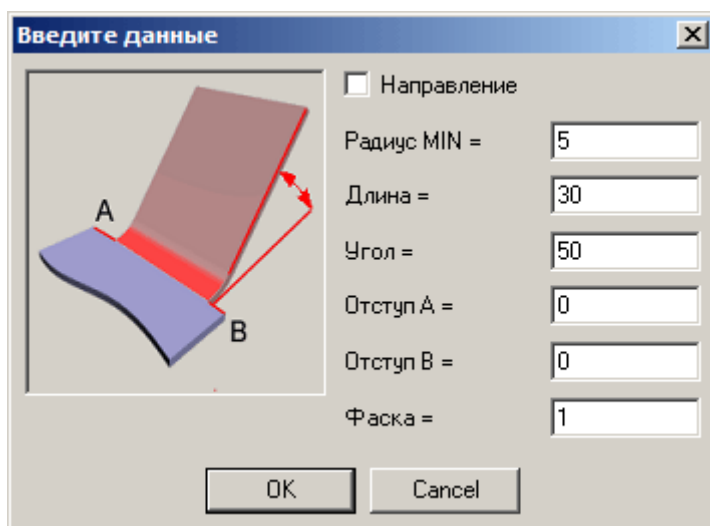 Введите данные
Направление
Радиус MIN = 5
Длина = 30
Угол = 50
Отступ A = 0
Отступ B = 0
Фаска = 1
A
B
OK Cancel